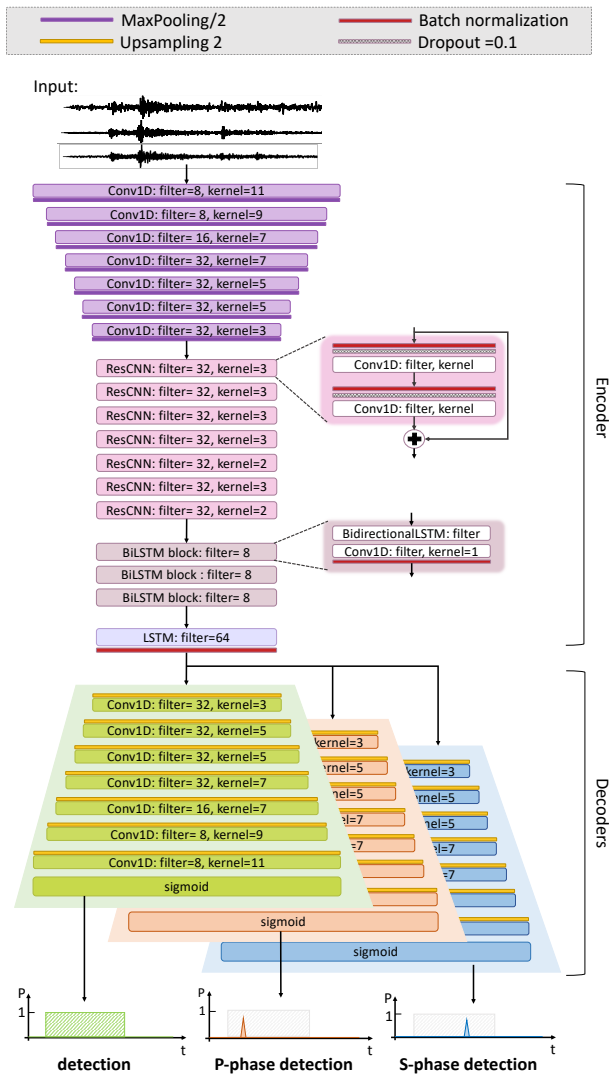 MaxPooling/2
Batch normalization
Upsampling 2
Dropout =0.1
Input:
Conv1D: filter=8, kernel=11
Conv1D: filter= 8, kernel=9
Conv1D: filter= 16, kernel=7
Conv1D: filter= 32, kernel=7
Conv1D: filter= 32, kernel=5
Conv1D: filter= 32, kernel=5
Conv1D: filter= 32, kernel=3
ResCNN: filter= 32, kernel=3
ResCNN: filter= 32, kernel=3
ResCNN: filter= 32, kernel=3
ResCNN: filter= 32, kernel=3
ResCNN: filter= 32, kernel=2
ResCNN: filter= 32, kernel=3
ResCNN: filter= 32, kernel=2
Conv1D: filter, kernel
Conv1D: filter, kernel
Encoder
BiLSTM block: filter= 8
BiLSTM block : filter= 8
BiLSTM block: filter= 8
BidirectionalLSTM: filter
Conv1D: filter, kernel=1
LSTM: filter=64
Conv1D: filter= 32, kernel=3
Conv1D: filter= 32, kernel=5
Conv1D: filter= 32, kernel=5
Conv1D: filter= 32, kernel=7
Conv1D: filter= 16, kernel=7
Conv1D: filter= 8, kernel=9
Conv1D: filter=8, kernel=11
sigmoid
kernel=3
nel=5
el=5
=7
7
sigmoid
kernel=3
nel=5
el=5
=7
=7
sigmoid
Decoders
P
1
t
detection
P
1
t
P-phase detection
P
1
t
S-phase detection